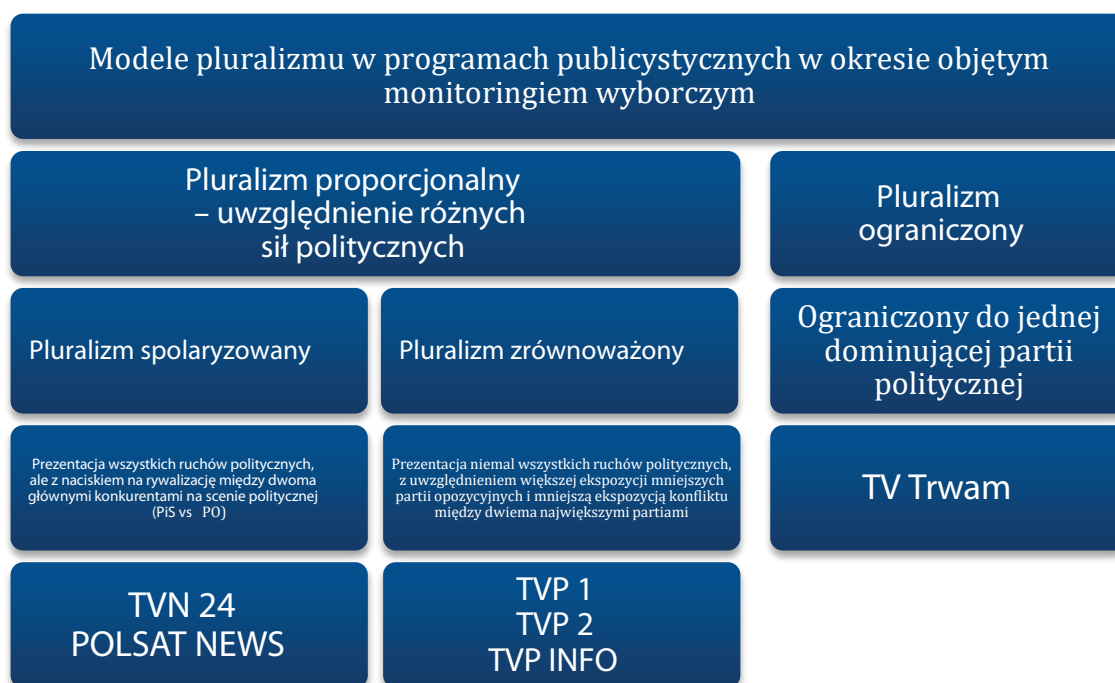 Modele pluralizmu w programach publicystycznych w okresie objętym
monitoringiem wyborczym
Pluralizm proporcjonalny
– uwzględnienie różnych
sił politycznych
Pluralizm
ograniczony
Pluralizm spolaryzowany
Pluralizm zrównoważony
Ograniczony do jednej
dominującej partii
politycznej
Prezentacja wszystkich ruchów politycznych,
ale z naciskiem na rywalizację między dwoma
głównymi konkurentami na scenie politycznej
(PiS vs PO)
Prezentacja niemal wszystkich ruchów politycznych,
z uwzględnieniem większej ekspozycji mniejszych
partii opozycyjnych i mniejszą ekspozycją konfliktu
między dwiema największymi partiami
TV Trwam
TVN 24
POLSAT NEWS
TVP 1
TVP 2
TVP INFO